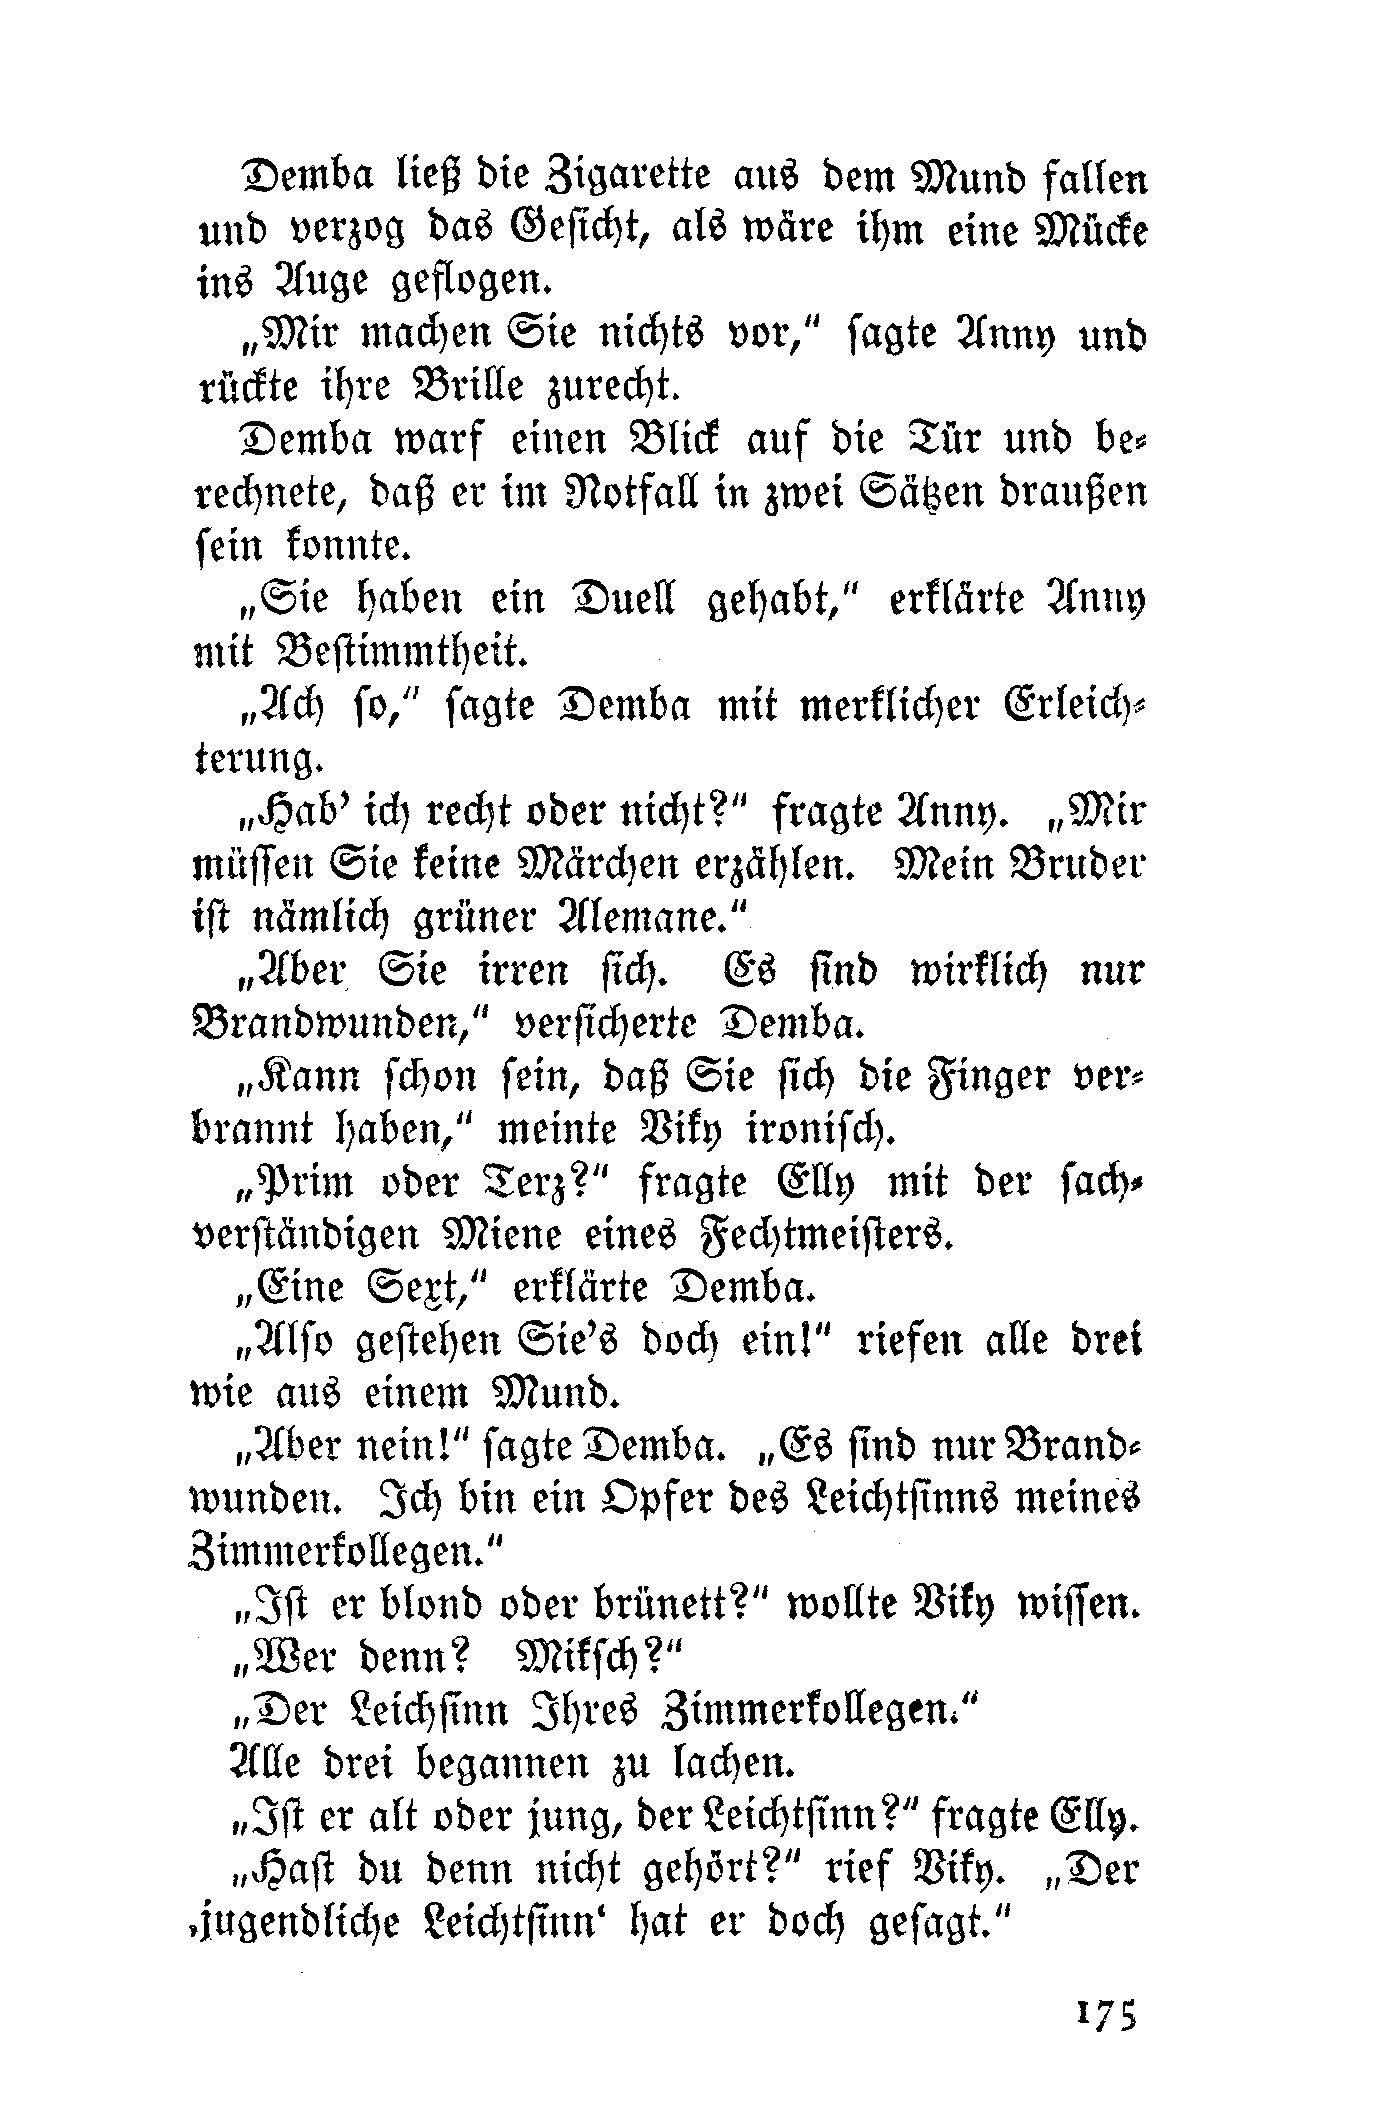 Demba ließ die Zigarette aus dem Mund fallen
und verzog das Gesicht, als wäre ihm eine Mücke
ins Auge geflogen.
„Mir machen Sie nichts vor,“ sagte Anny und
rückte ihre Brille zurecht.
Demba warf einen Blick auf die Tür und be-
rechnete, daß er im Notfall in zwei Sätzen draußen
sein konnte.
„Sie haben ein Duell gehabt,“ erklärte Anny
mit Bestimmtheit.
„Ach so,“ sagte Demba mit merklicher Erleich-
terung.
„Hab’ ich recht oder nicht?“ fragte Anny. „Mir
müssen Sie keine Märchen erzählen. Mein Bruder
ist nämlich grüner Alemane.“
„Aber Sie irren sich. Es sind wirklich nur
Brandwunden,“ versicherte Demba.
„Kann schon sein, daß Sie sich die Finger ver-
brannt haben,“ meinte Viky ironisch.
„Prim oder Terz?“ fragte Elly mit der sach-
verständigen Miene eines Fechtmeisters.
„Eine Sext,“ erklärte Demba.
„Also gestehen Sie’s doch ein!“ riefen alle drei
wie aus einem Mund.
„Aber nein!“ sagte Demba. „Es sind nur Brand-
wunden. Ich bin ein Opfer des Leichtsinns meines
Zimmerkollegen.“
„Ist er blond oder brünett?“ wollte Viky wissen.
„Wer denn? Miksch?“
„Der Leichsinn Ihres Zimmerkollegen.“
Alle drei begannen zu lachen.
„Ist er alt oder jung, der Leichtsinn?“ fragte Elly.
„Hast du denn nicht gehört?“ rief Viky. „Der
‚jugendliche Leichtsinn‘ hat er doch gesagt.“
175